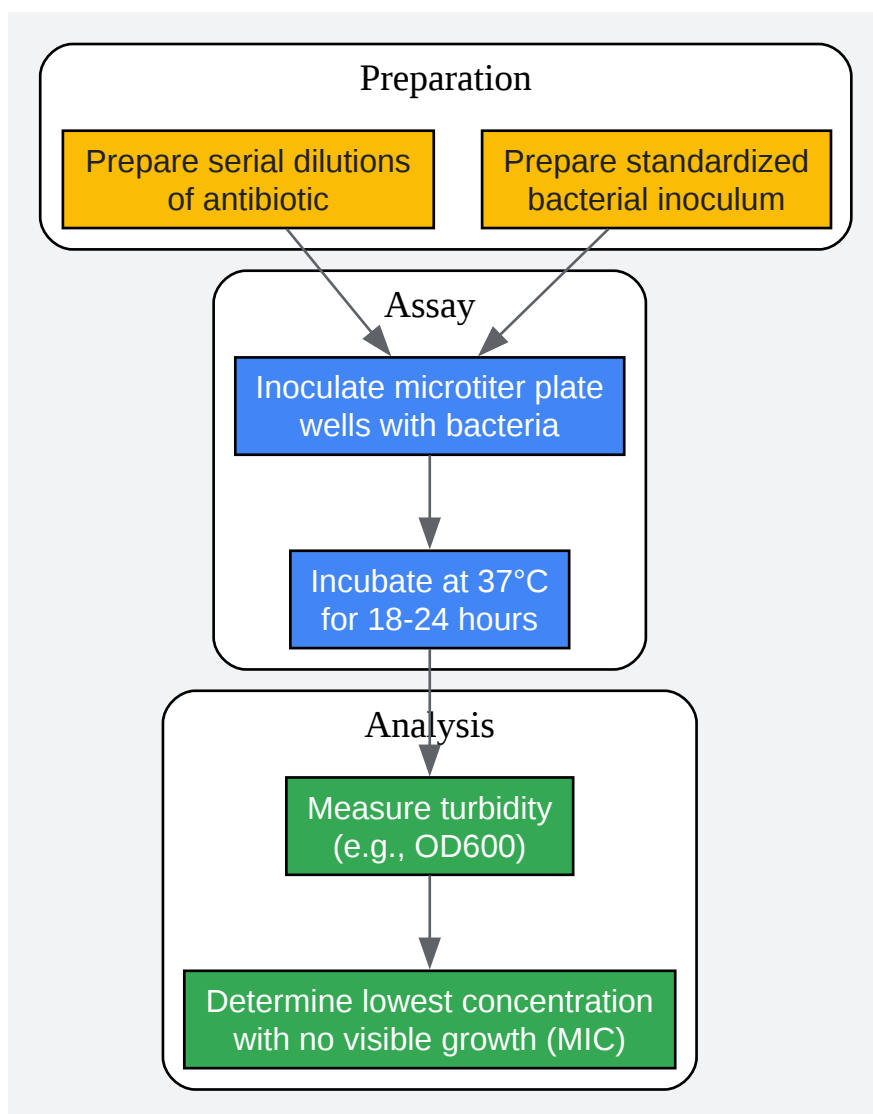 Preparation
Prepare serial dilutions
of antibiotic
Prepare standardized
bacterial inoculum
Assay
Inoculate microtiter plate
wells with bacteria
Incubate at 37°C
for 18-24 hours
Analysis
Measure turbidity
(e.g., OD600)
Determine lowest concentration
with no visible growth (MIC)